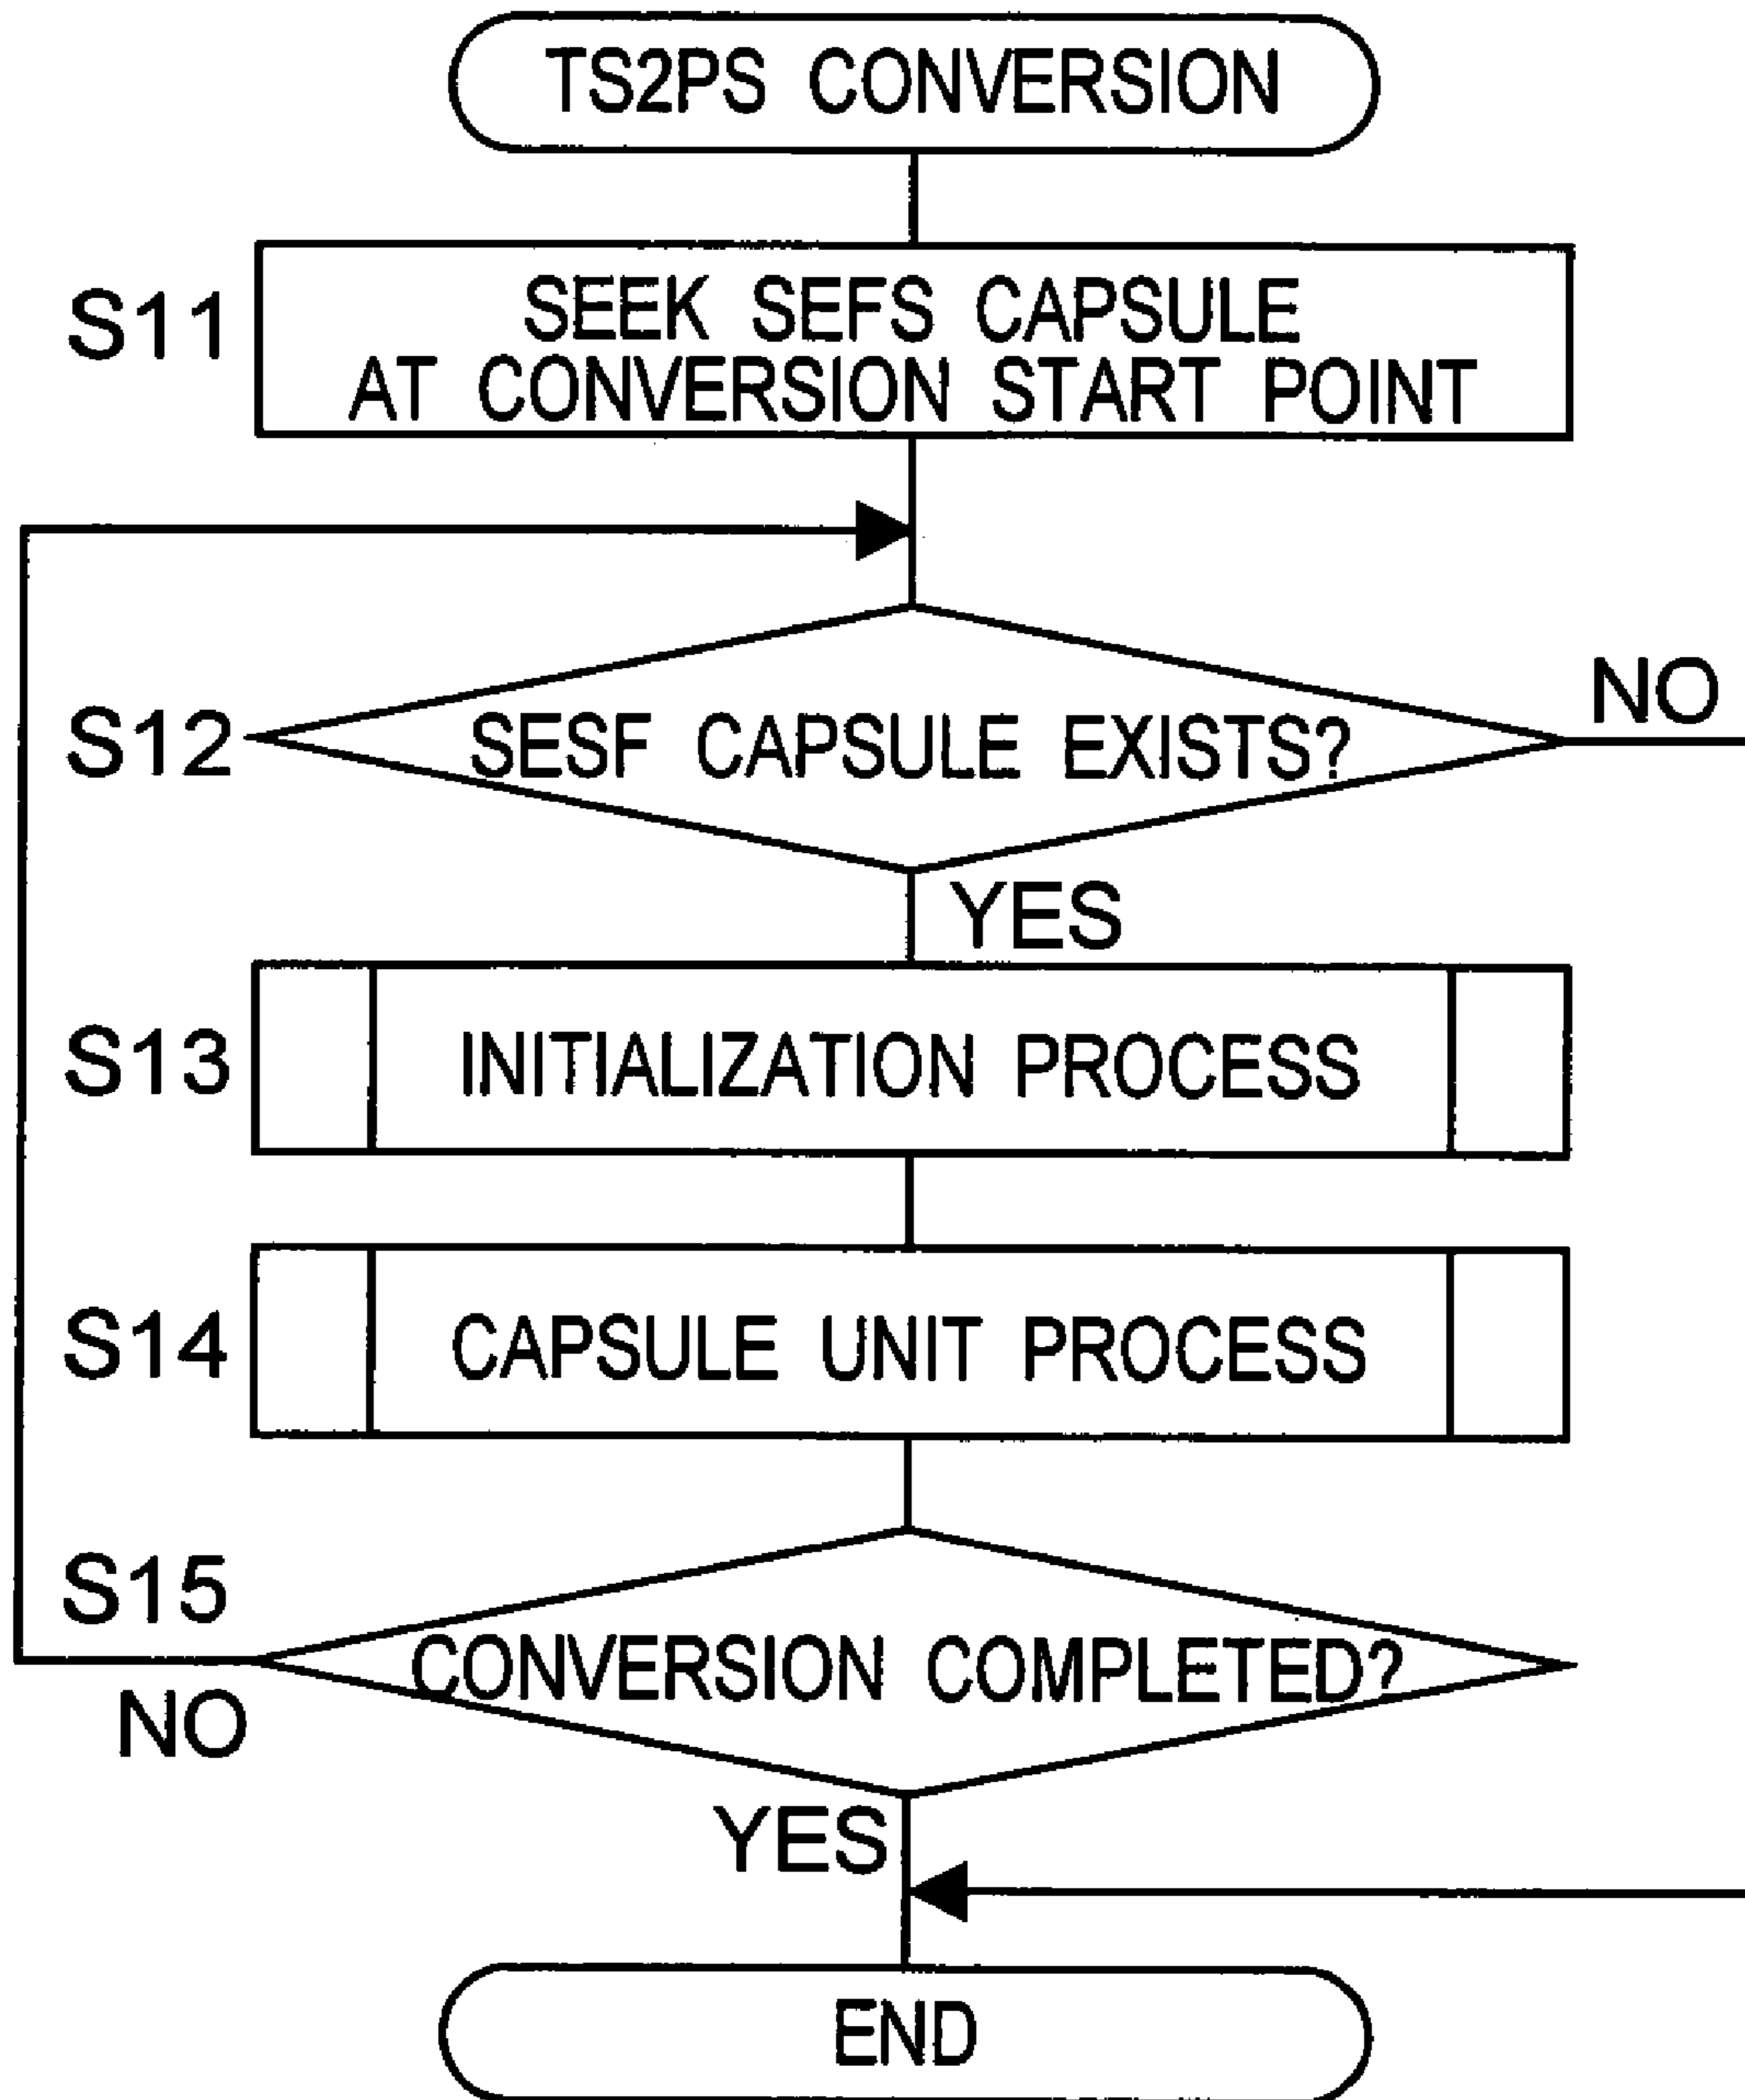 TS2PS CONVERSION
S11
SEEK SEFS CAPSULE
AT CONVERSION START POINT
S12
SESF CAPSULE EXISTS?
NO
YES
S13
INITIALIZATION PROCESS
S14
CAPSULE UNIT PROCESS
S15
CONVERSION COMPLETED?
NO
YES
END